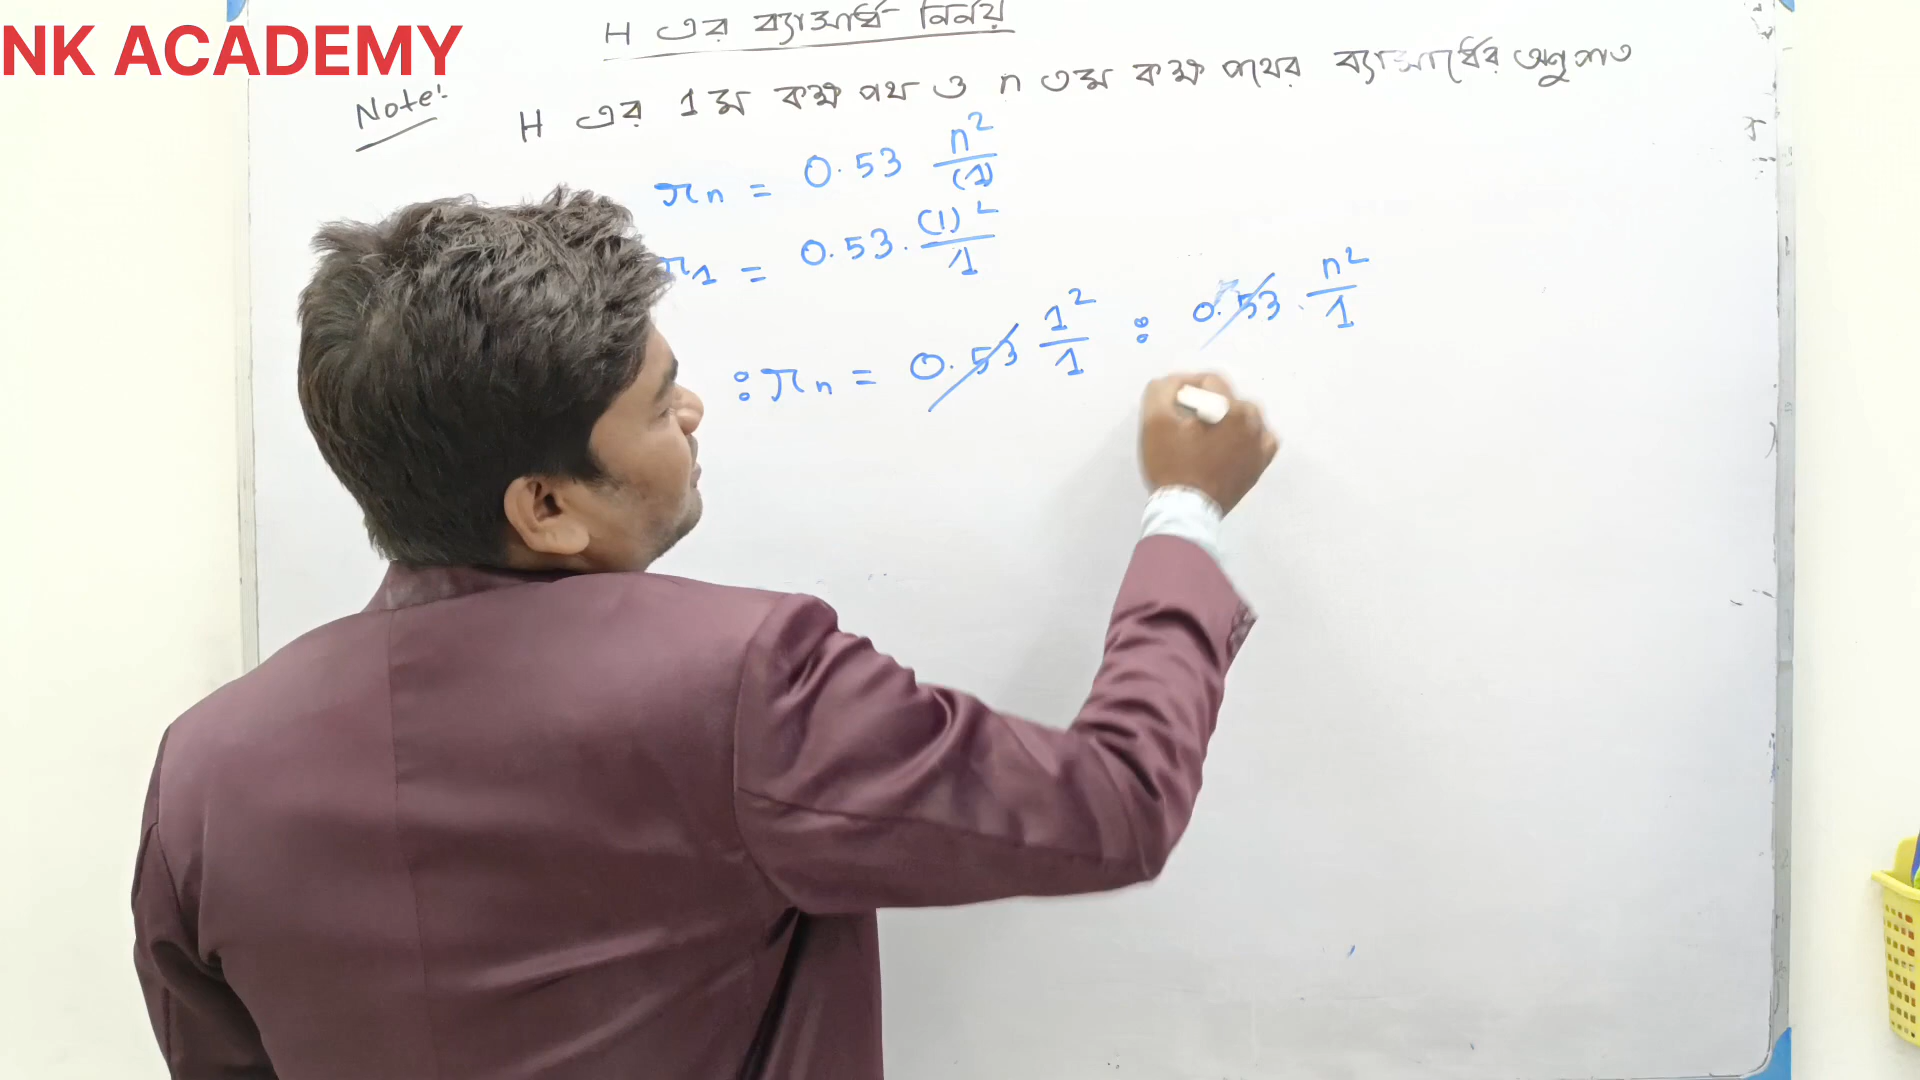 NK ACADEMY
H এর ব্যাসার্ধ নির্নয়
Note:
H এর 1ম কক্ষ পথ ও n তম কক্ষ পথের ব্যাসার্ধের অনুপাত
rn = 0.53 n²/(1)
r1 = 0.53 . (1)²/1
: rn = 0.53 1²/1 : 0.53 . n²/1